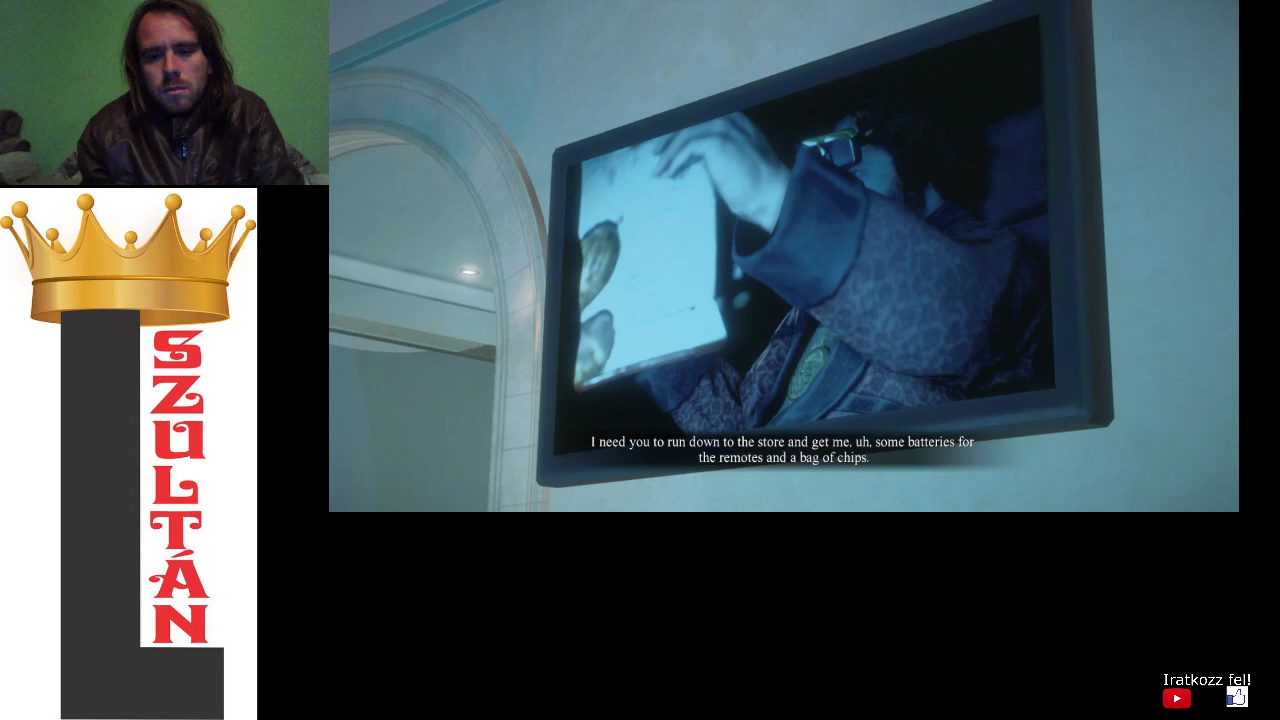 L
SZULTÁN
I need you to run down to the store and get me, uh, some batteries for
the remotes and a bag of chips.
Iratkozz fel!